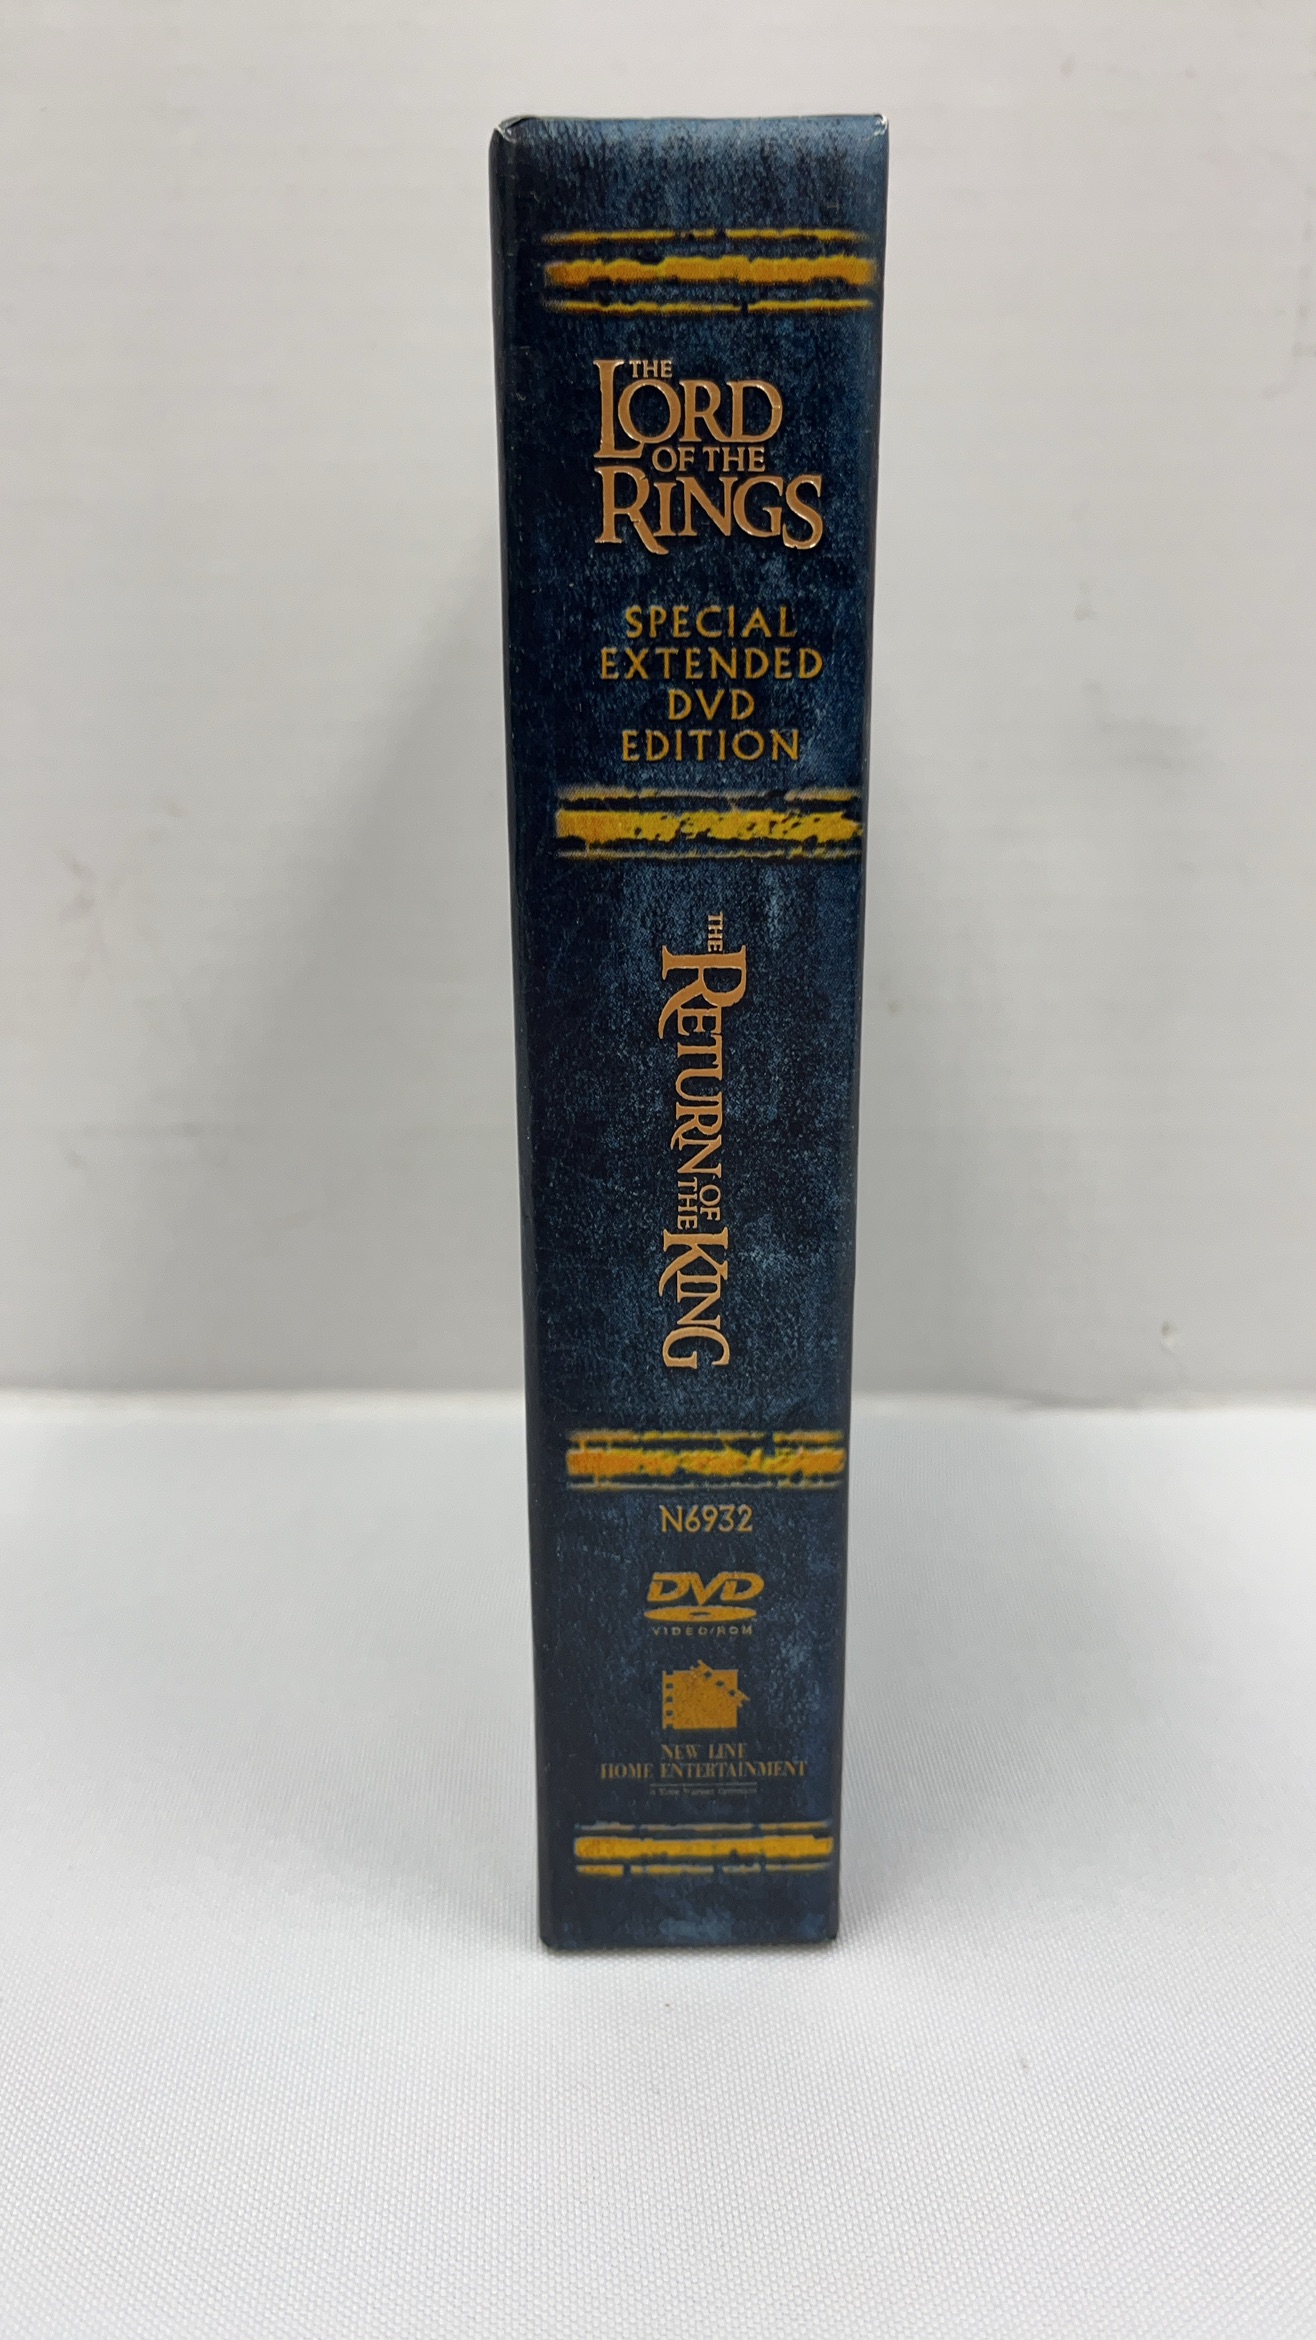 THE
LORD
OF THE
RINGS
SPECIAL
EXTENDED
DVD
EDITION
THE RETURN OF THE KING
N6932
DVD
VIDEO/ROM
NEW LINE
HOME ENTERTAINMENT